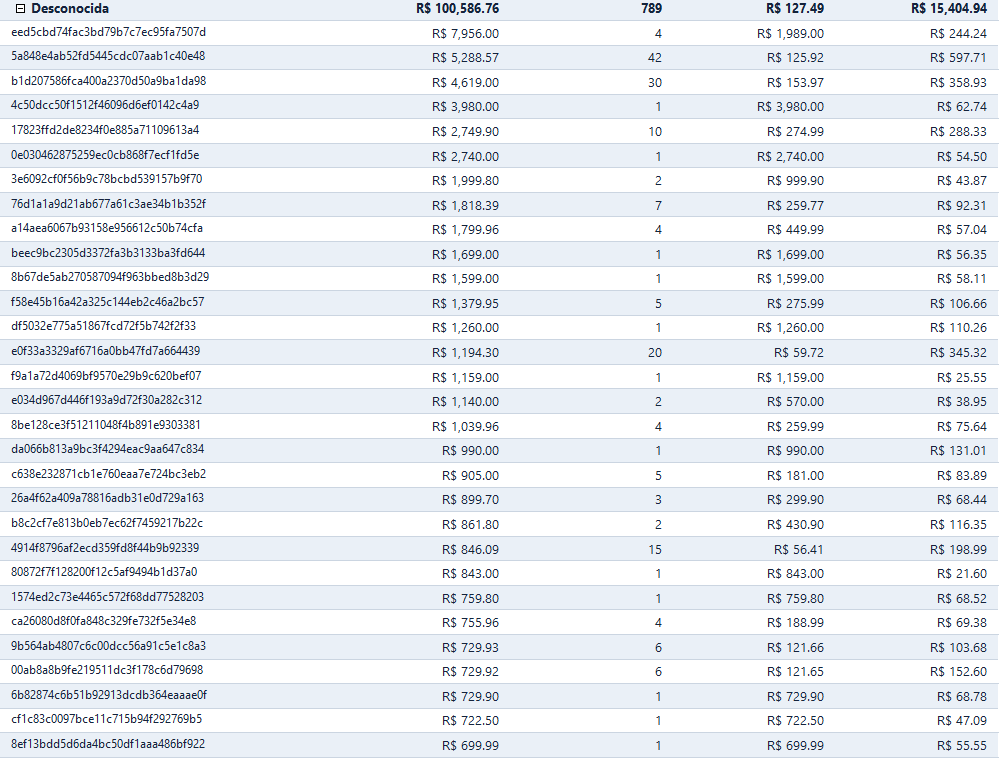 Desconocida R$ 100,586.76 789 R$ 127.49 R$ 15,404.94
eed5cbd74fac3bd79b7c7ec95fa7507d R$ 7,956.00 4 R$ 1,989.00 R$ 244.24
5a848e4ab52fd5445cdc07aab1c40e48 R$ 5,288.57 42 R$ 125.92 R$ 597.71
b1d207586fca400a2370d50a9ba1da98 R$ 4,619.00 30 R$ 153.97 R$ 358.93
4c50dcc50f1512f46096d6ef0142c4a9 R$ 3,980.00 1 R$ 3,980.00 R$ 62.74
17823ffd2de8234f0e885a71109613a4 R$ 2,749.90 10 R$ 274.99 R$ 288.33
0e030462875259ec0cb868f7ecf1fd5e R$ 2,740.00 1 R$ 2,740.00 R$ 54.50
3e6092cf0f56b9c78bcbd539157b9f70 R$ 1,999.80 2 R$ 999.90 R$ 43.87
76d1a1a9d21ab677a61c3ae34b1b352f R$ 1,818.39 7 R$ 259.77 R$ 92.31
a14aea6067b93158e956612c50b74cfa R$ 1,799.96 4 R$ 449.99 R$ 57.04
beec9bc2305d3372fa3b3133ba3fd644 R$ 1,699.00 1 R$ 1,699.00 R$ 56.35
8b67de5ab270587094f963bbed8b3d29 R$ 1,599.00 1 R$ 1,599.00 R$ 58.11
f58e45b16a42a325c144eb2c46a2bc57 R$ 1,379.95 5 R$ 275.99 R$ 106.66
df5032e775a51867fcd72f5b742f2f33 R$ 1,260.00 1 R$ 1,260.00 R$ 110.26
e0f33a3329af6716a0bb47fd7a664439 R$ 1,194.30 20 R$ 59.72 R$ 345.32
f9a1a72d4069bf9570e29b9c620bef07 R$ 1,159.00 1 R$ 1,159.00 R$ 25.55
e034d967d446f193a9d72f30a282c312 R$ 1,140.00 2 R$ 570.00 R$ 38.95
8be128ce3f51211048f4b891e9303381 R$ 1,039.96 4 R$ 259.99 R$ 75.64
da066b813a9bc3f4294eac9aa647c834 R$ 990.00 1 R$ 990.00 R$ 131.01
c638e232871cb1e760eaa7e724bc3eb2 R$ 905.00 5 R$ 181.00 R$ 83.89
26a4f62a409a78816adb31e0d729a163 R$ 899.70 3 R$ 299.90 R$ 68.44
b8c2cf7e813b0eb7ec62f7459217b22c R$ 861.80 2 R$ 430.90 R$ 116.35
4914f8796af2ecd359fd8f44b9b92339 R$ 846.09 15 R$ 56.41 R$ 198.99
80872f7f128200f12c5af9494b1d37a0 R$ 843.00 1 R$ 843.00 R$ 21.60
1574ed2c73e4465c572f68dd77528203 R$ 759.80 1 R$ 759.80 R$ 68.52
ca26080d8f0fa848c329fe732f5e34e8 R$ 755.96 4 R$ 188.99 R$ 69.38
9b564ab4807c6c00dcc56a91c5e1c8a3 R$ 729.93 6 R$ 121.66 R$ 103.68
00ab8a8b9fe219511dc3f178c6d79698 R$ 729.92 6 R$ 121.65 R$ 152.60
6b82874c6b51b92913dcdb364eaaae0f R$ 729.90 1 R$ 729.90 R$ 68.78
cf1c83c0097bce11c715b94f292769b5 R$ 722.50 1 R$ 722.50 R$ 47.09
8ef13bdd5d6da4bc50df1aaa486bf922 R$ 699.99 1 R$ 699.99 R$ 55.55